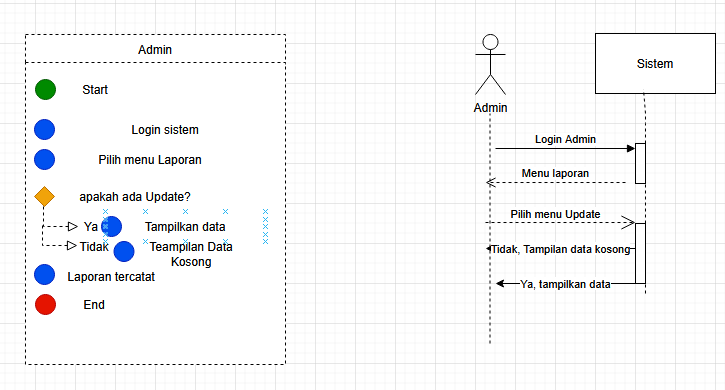 Admin
Start
Login sistem
Pilih menu Laporan
apakah ada Update?
Ya
Tampilkan data
Tidak
Teampilan Data
Kosong
Laporan tercatat
End
Admin
Sistem
Login Admin
Menu laporan
Pilih menu Update
Tidak, Tampilan data kosong
Ya, tampilkan data